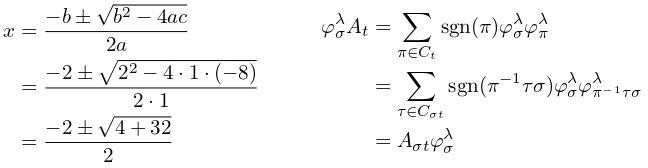 x = \frac{-b \pm \sqrt{b^2 - 4ac}}{2a}
= \frac{-2 \pm \sqrt{2^2 - 4 \cdot 1 \cdot (-8)}}{2 \cdot 1}
= \frac{-2 \pm \sqrt{4 + 32}}{2}
\varphi_\sigma^\lambda A_t = \sum_{\pi \in C_t} \text{sgn}(\pi) \varphi_\sigma^\lambda \varphi_\pi^\lambda
= \sum_{\tau \in C_{\sigma t}} \text{sgn}(\pi^{-1} \tau \sigma) \varphi_\sigma^\lambda \varphi_{\pi^{-1} \tau \sigma}^\lambda
= A_{\sigma t} \varphi_\sigma^\lambda